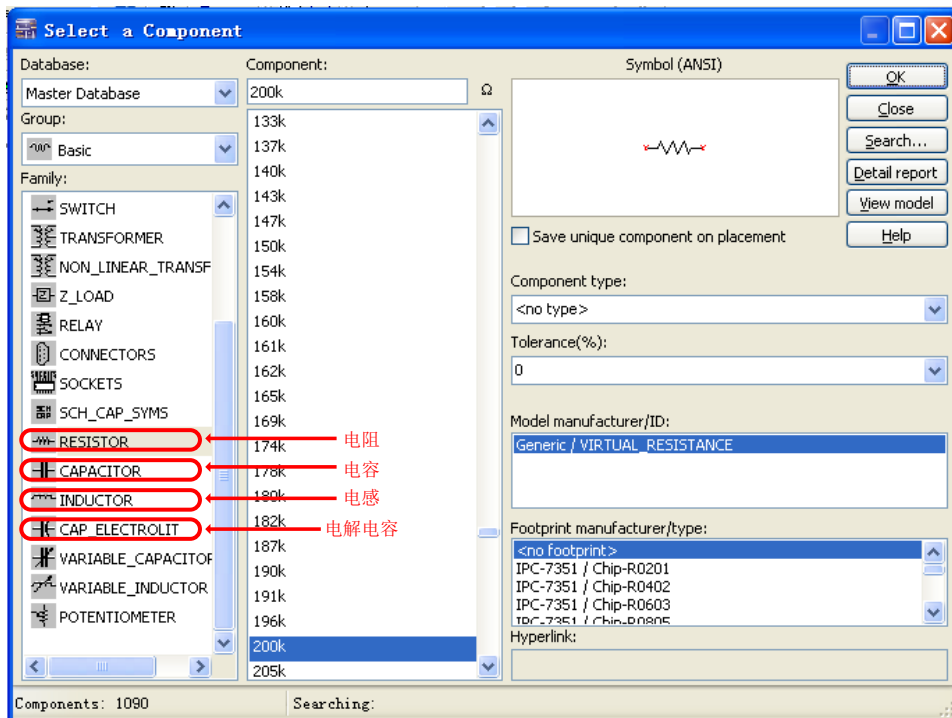 Select a Component
Database:
Master Database
Group:
Basic
Family:
SWITCH
TRANSFORMER
NON_LINEAR_TRANSF
Z_LOAD
RELAY
CONNECTORS
SOCKETS
SCH_CAP_SYMS
RESISTOR
CAPACITOR
INDUCTOR
CAP_ELECTROLIT
VARIABLE_CAPACITOR
VARIABLE_INDUCTOR
POTENTIOMETER
Component:
200k Ω
133k
137k
140k
143k
147k
150k
154k
158k
160k
161k
162k
165k
169k
174k
178k
180k
182k
187k
190k
191k
196k
200k
205k
电阻
电容
电感
电解电容
Symbol (ANSI)
Save unique component on placement
Component type:
<no type>
Tolerance(%):
0
Model manufacturer/ID:
Generic / VIRTUAL_RESISTANCE
Footprint manufacturer/type:
<no footprint>
IPC-7351 / Chip-R0201
IPC-7351 / Chip-R0402
IPC-7351 / Chip-R0603
IPC-7351 / Chip-R0805
Hyperlink:
OK
Close
Search...
Detail report
View model
Help
Components: 1090
Searching: